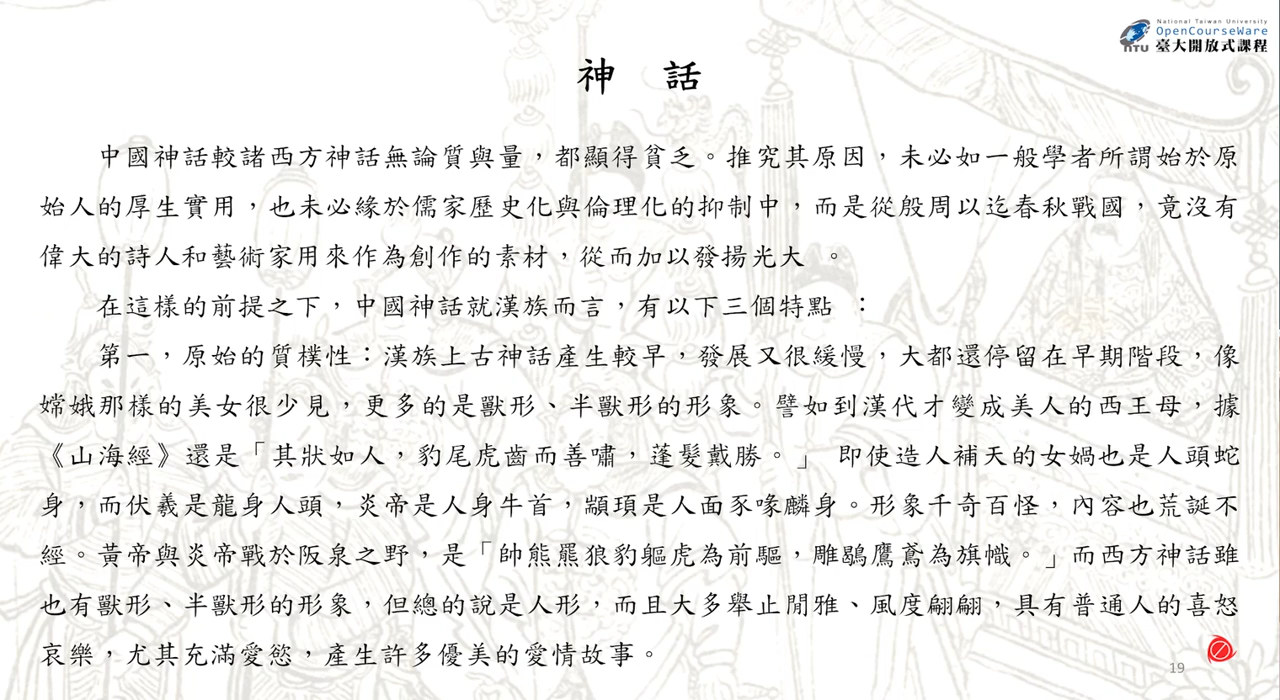 National Taiwan University
OpenCourseWare
NTU 臺大開放式課程
神 話
中國神話較諸西方神話無論質與量，都顯得貧乏。推究其原因，未必如一般學者所謂始於原
始人的厚生實用，也未必緣於儒家歷史化與倫理化的抑制中，而是從殷周以迄春秋戰國，竟沒有
偉大的詩人和藝術家用來作為創作的素材，從而加以發揚光大 。
在這樣的前提之下，中國神話就漢族而言，有以下三個特點 ：
第一，原始的質樸性：漢族上古神話產生較早，發展又很緩慢，大都還停留在早期階段，像
嫦娥那樣的美女很少見，更多的是獸形、半獸形的形象。譬如到漢代才變成美人的西王母，據
《山海經》還是「其狀如人，豹尾虎齒而善嘯，蓬髮戴勝。」 即使造人補天的女媧也是人頭蛇
身，而伏羲是龍身人頭，炎帝是人身牛首，顓頊是人面豕喙麟身。形象千奇百怪，內容也荒誕不
經。黃帝與炎帝戰於阪泉之野，是「帥熊羆狼豹軀虎為前驅，雕鶡鷹鳶為旗幟。」而西方神話雖
也有獸形、半獸形的形象，但總的說是人形，而且大多舉止閒雅、風度翩翩，具有普通人的喜怒
哀樂，尤其充滿愛慾，產生許多優美的愛情故事。
19